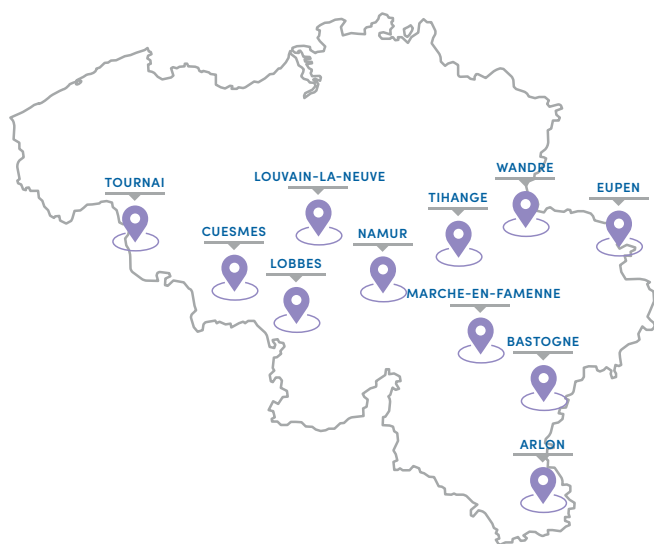 WANDRE
LOUVAIN-LA-NEUVE
TOURNAI
EUPEN
TIHANGE
CUESMES
NAMUR
LOBBES
MARCHE-EN-FAMENNE
BASTOGNE
ARLON